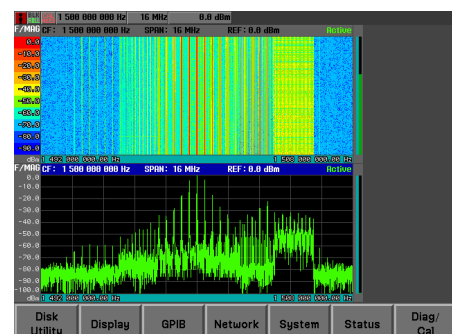 1 500 000 000 Hz 16 MHz 0.0 dBm
F/MAG CF: 1 500 000 000 Hz SPAN: 16 MHz REF: 0.0 dBm Active
0.0
-10.0
-20.0
-30.0
-40.0
-50.0
-60.0
-70.0
-80.0
-90.0
dBm 1 492 000 000.00 Hz 1 508 000 000.00 Hz
F/MAG CF: 1 500 000 000 Hz SPAN: 16 MHz REF: 0.0 dBm Active
0.0
-10.0
-20.0
-30.0
-40.0
-50.0
-60.0
-70.0
-80.0
-90.0
-100.0
dBm 1 492 000 000.00 Hz 1 508 000 000.00 Hz
Disk Utility
Display
GPIB
Network
System
Status
Diag/ Cal